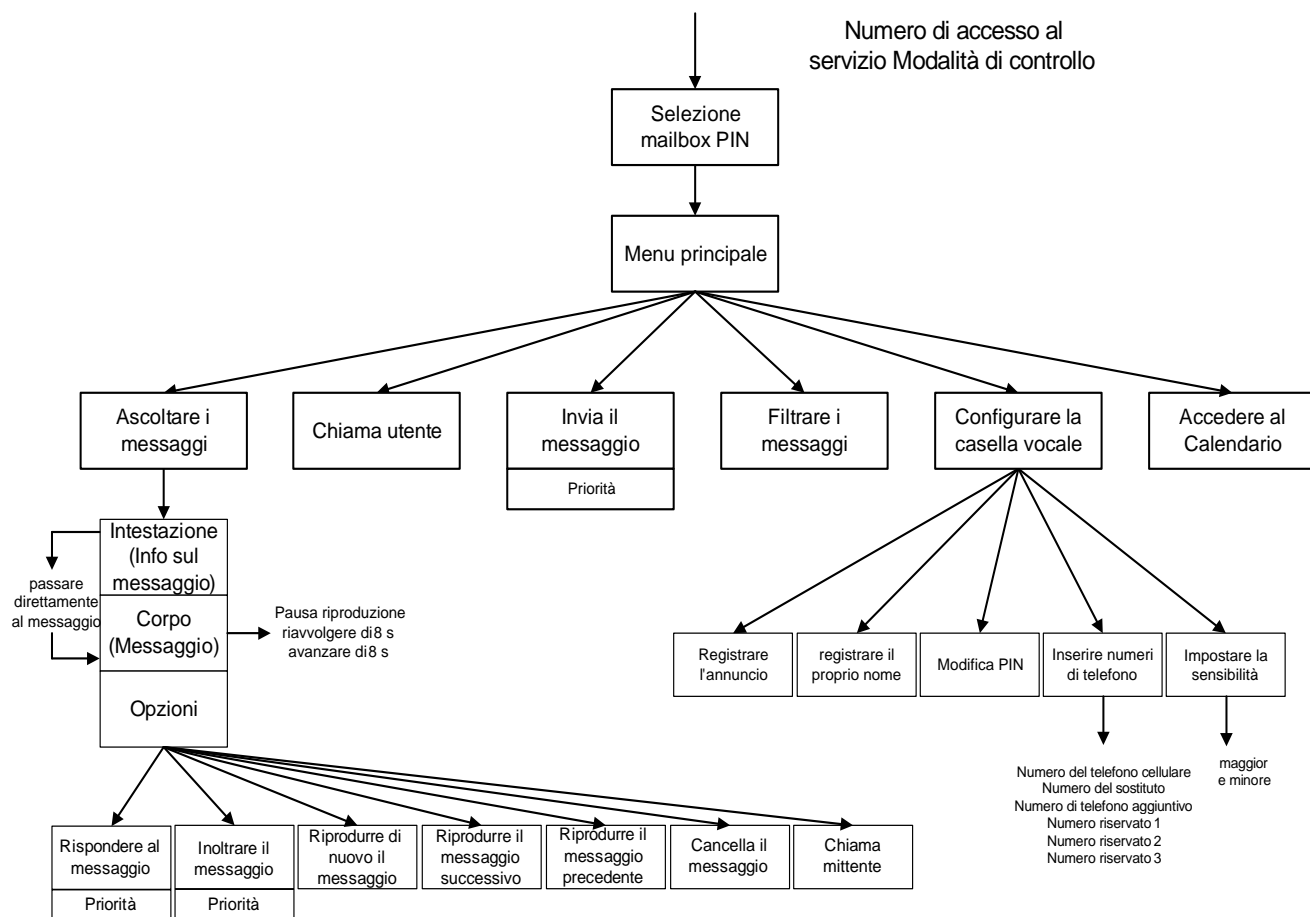 Numero di accesso al
servizio Modalità di controllo
Selezione
mailbox PIN
Menu principale
Ascoltare i
messaggi
Chiama utente
Invia il
messaggio
Priorità
Filtrare i
messaggi
Configurare la
casella vocale
Accedere al
Calendario
Intestazione
(Info sul
messaggio)
passare
direttamente
al messaggio
Corpo
(Messaggio)
Pausa riproduzione
riavvolgere di 8 s
avanzare di 8 s
Opzioni
Registrare
l'annuncio
registrare il
proprio nome
Modifica PIN
Inserire numeri
di telefono
Impostare la
sensibilità
Numero del telefono cellulare
Numero del sostituto
Numero di telefono aggiuntivo
Numero riservato 1
Numero riservato 2
Numero riservato 3
maggior
e minore
Rispondere al
messaggio
Priorità
Inoltrare il
messaggio
Priorità
Riprodurre di
nuovo il
messaggio
Riprodurre il
messaggio
successivo
Riprodurre il
messaggio
precedente
Cancella il
messaggio
Chiama
mittente